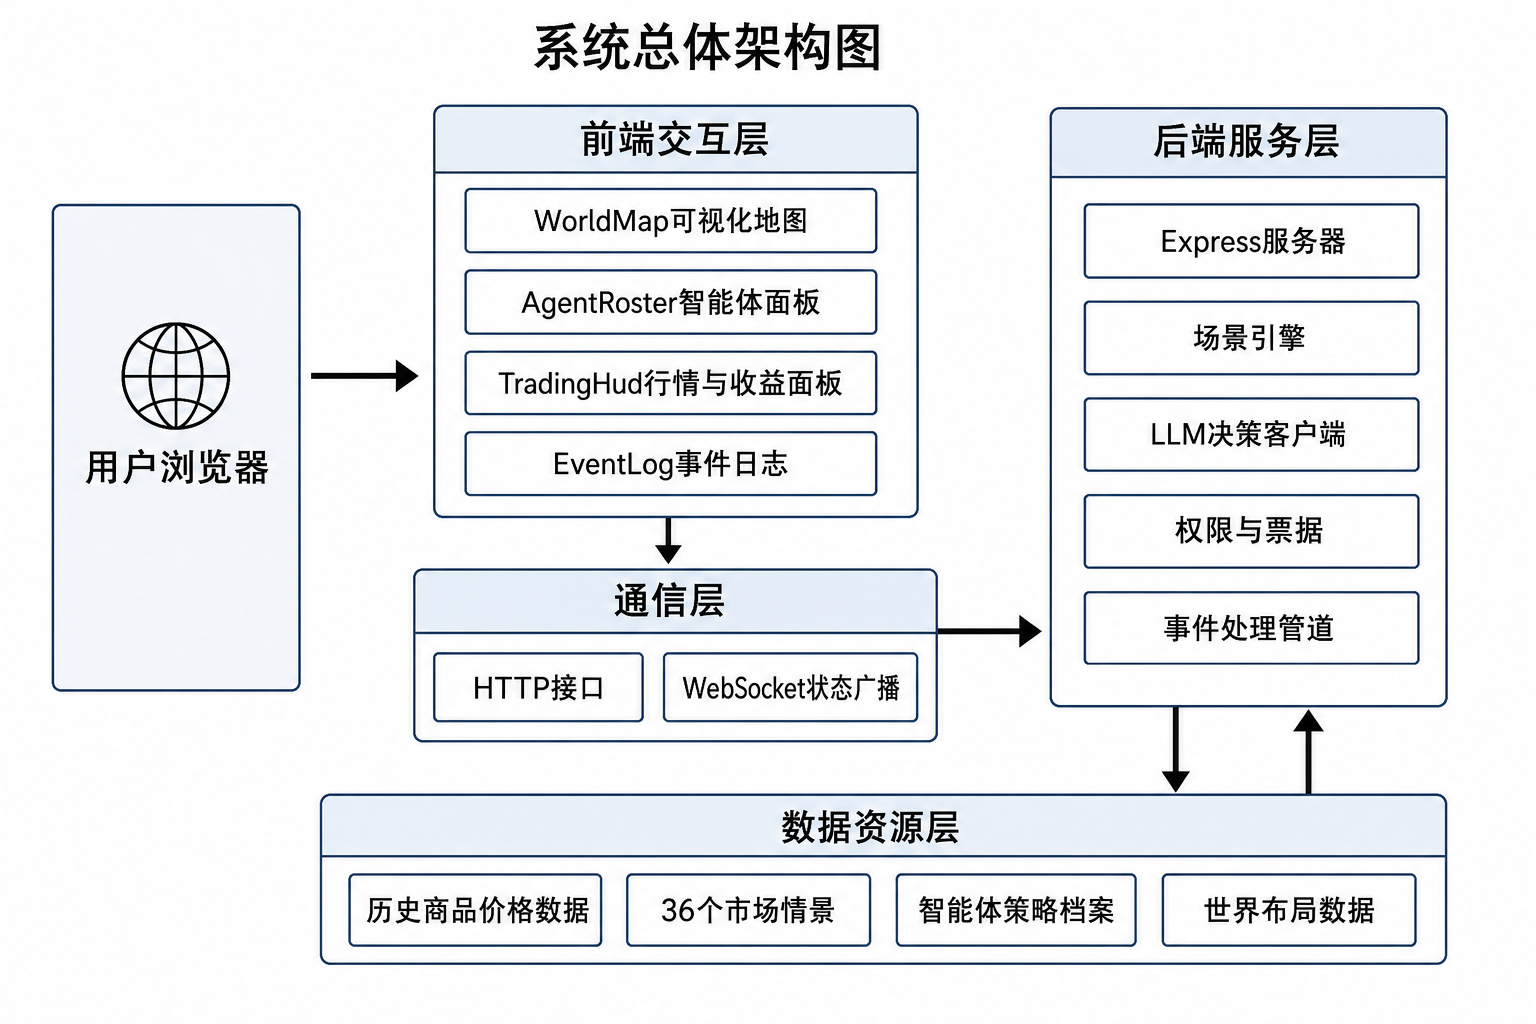 系统总体架构图
用户浏览器
前端交互层
WorldMap可视化地图
AgentRoster智能体面板
TradingHud行情与收益面板
EventLog事件日志
通信层
HTTP接口
WebSocket状态广播
后端服务层
Express服务器
场景引擎
LLM决策客户端
权限与票据
事件处理管道
数据资源层
历史商品价格数据
36个市场情景
智能体策略档案
世界布局数据